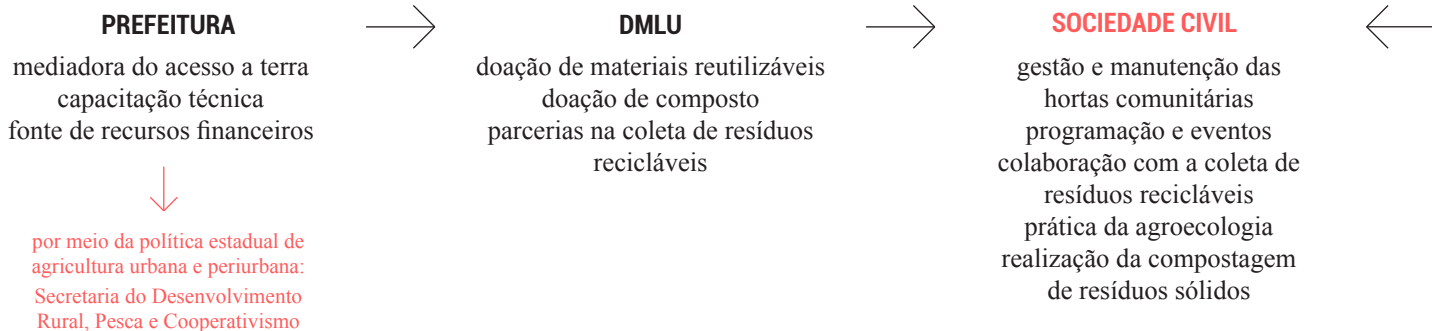 PREFEITURA
mediadora do acesso a terra
capacitação técnica
fonte de recursos financeiros
por meio da política estadual de
agricultura urbana e periurbana:
Secretaria do Desenvolvimento
Rural, Pesca e Cooperativismo
DMLU
doação de materiais reutilizáveis
doação de composto
parcerias na coleta de resíduos
recicláveis
SOCIEDADE CIVIL
gestão e manutenção das
hortas comunitárias
programação e eventos
colaboração com a coleta de
resíduos recicláveis
prática da agroecologia
realização da compostagem
de resíduos sólidos